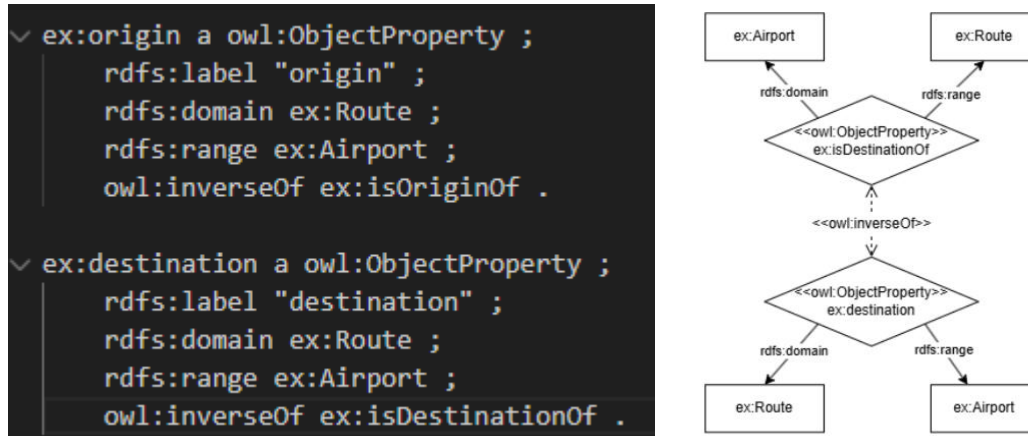 ex:origin a owl:ObjectProperty ;
rdfs:label "origin" ;
rdfs:domain ex:Route ;
rdfs:range ex:Airport ;
owl:inverseOf ex:isOriginOf .
ex:destination a owl:ObjectProperty ;
rdfs:label "destination" ;
rdfs:domain ex:Route ;
rdfs:range ex:Airport ;
owl:inverseOf ex:isDestinationOf .
ex:Airport
ex:Route
rdfs:domain
rdfs:range
<<owl:ObjectProperty>>
ex:isDestinationOf
<<owl:inverseOf>>
<<owl:ObjectProperty>>
ex:destination
rdfs:domain
rdfs:range
ex:Route
ex:Airport